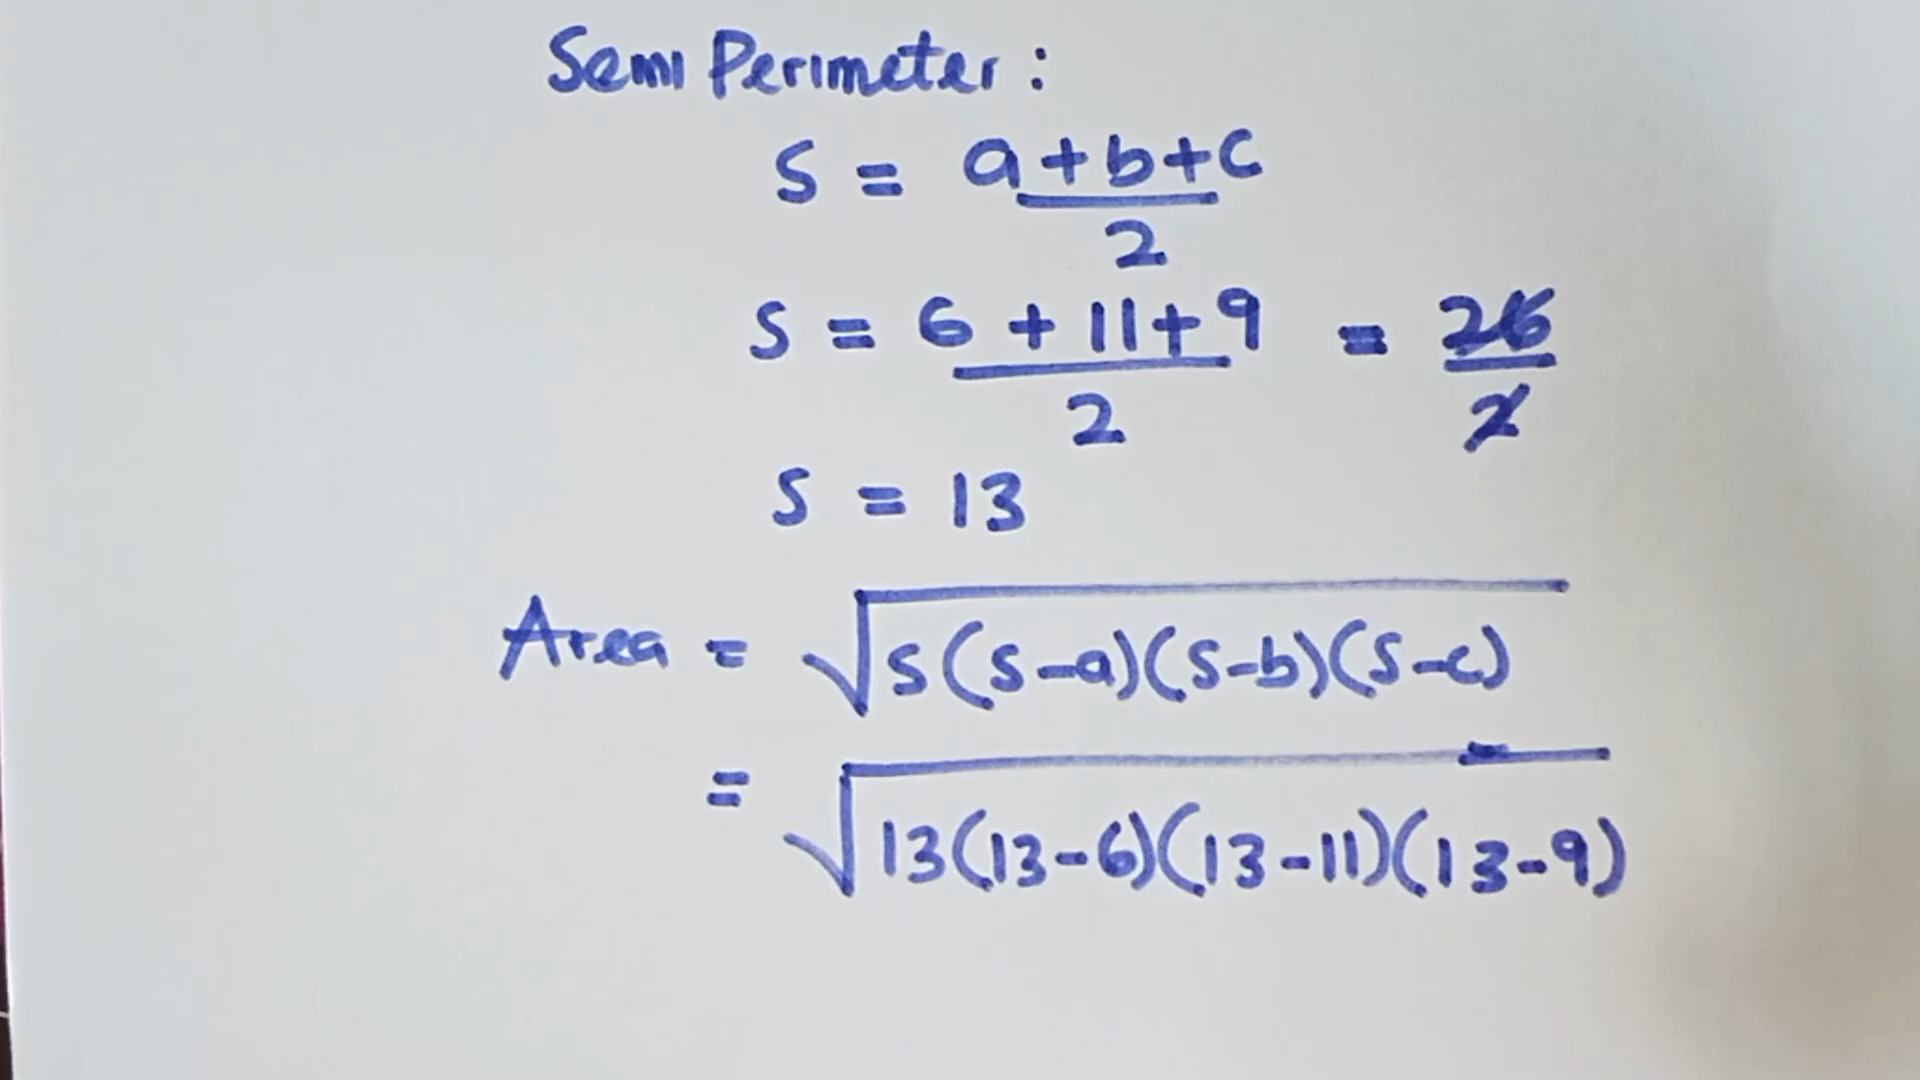 Semi Perimeter:
S = a+b+c
2
S = 6 + 11 + 9 = 26
2 2
S = 13
Area = √S(S-a)(S-b)(S-c)
= √13(13-6)(13-11)(13-9)